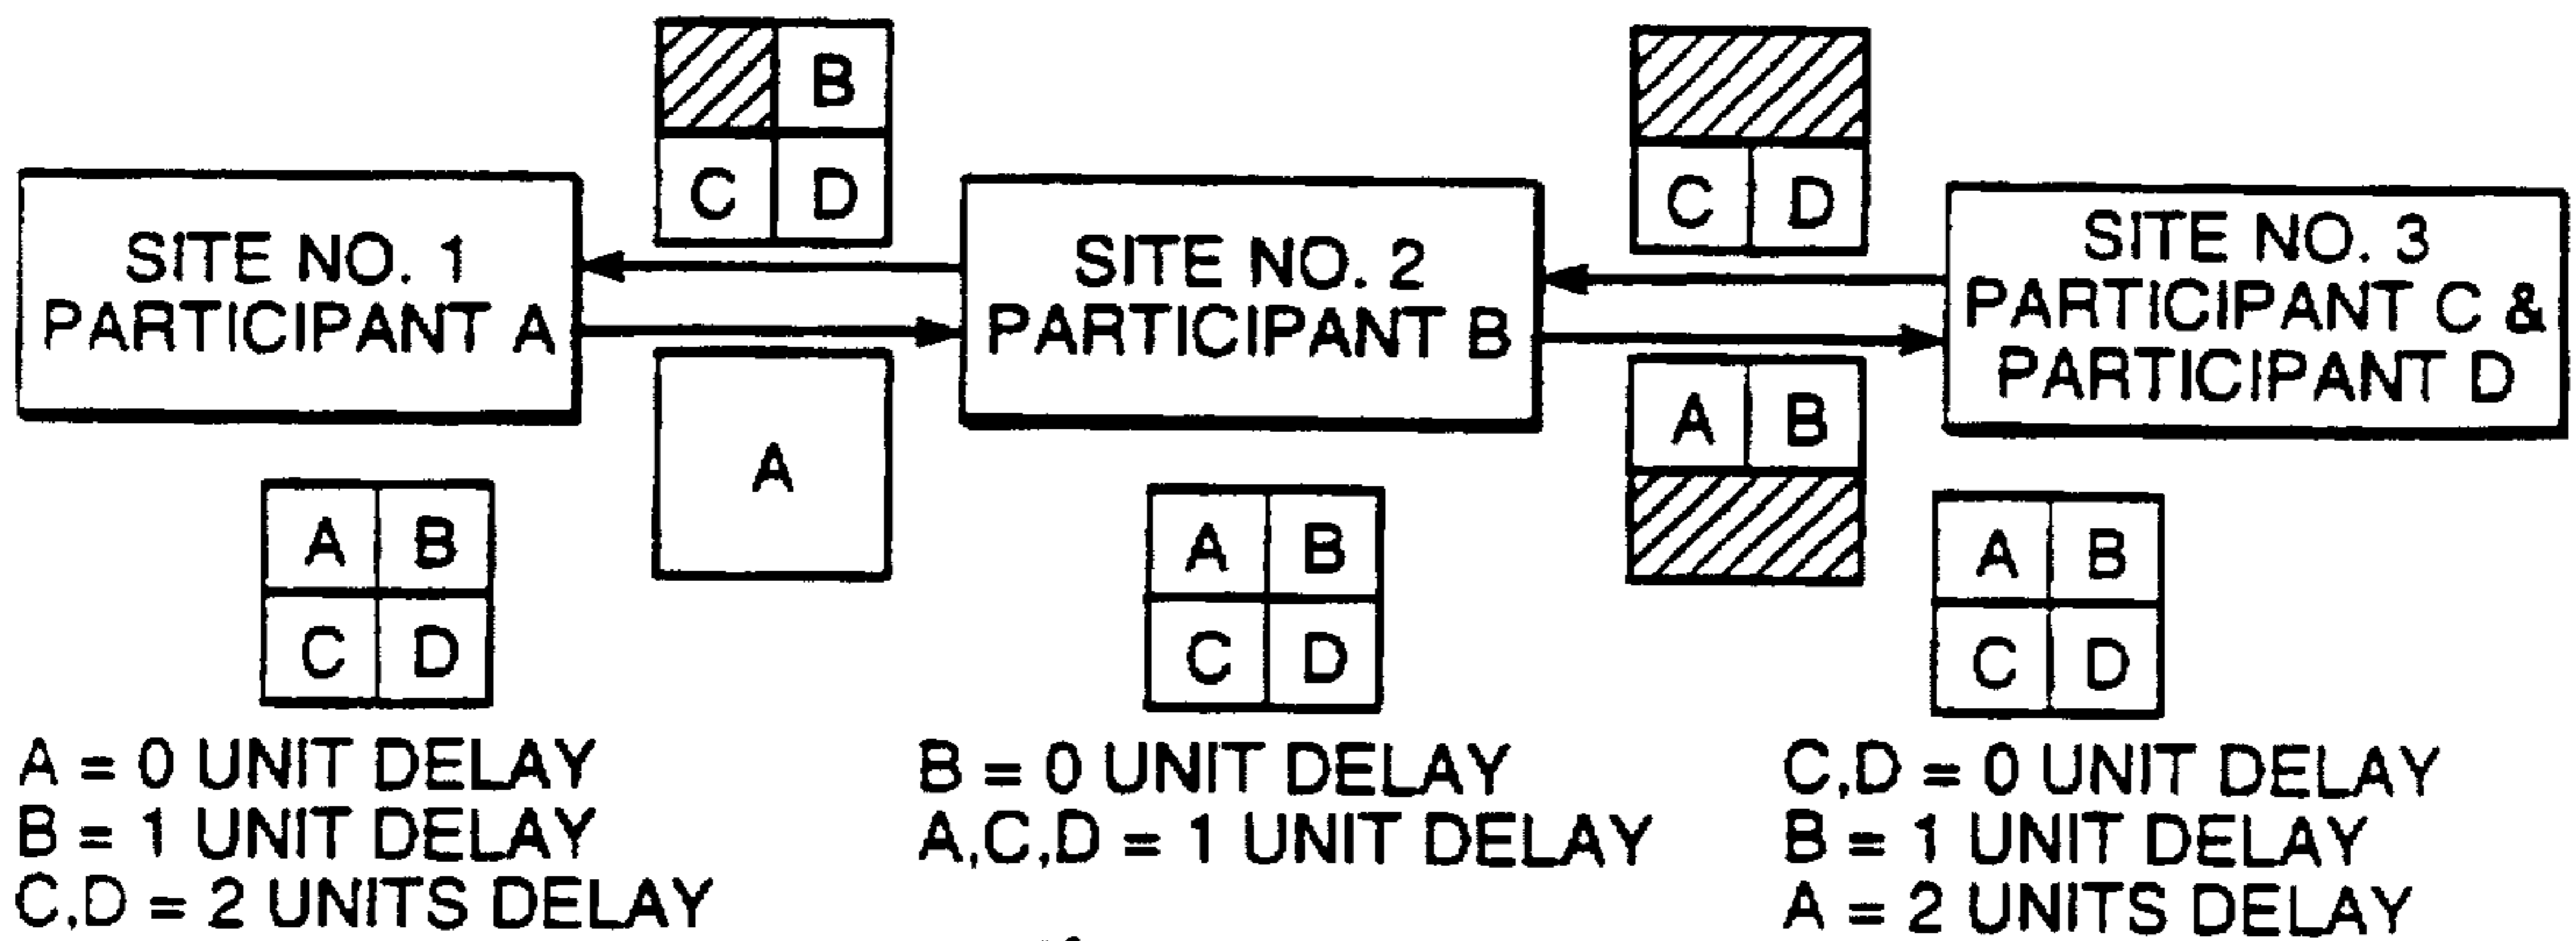 B
C D
C D
SITE NO. 1
PARTICIPANT A
SITE NO. 2
PARTICIPANT B
SITE NO. 3
PARTICIPANT C &
PARTICIPANT D
A
A B
A B
C D
A B
C D
A B
C D
A = 0 UNIT DELAY
B = 1 UNIT DELAY
C,D = 2 UNITS DELAY
B = 0 UNIT DELAY
A,C,D = 1 UNIT DELAY
C,D = 0 UNIT DELAY
B = 1 UNIT DELAY
A = 2 UNITS DELAY